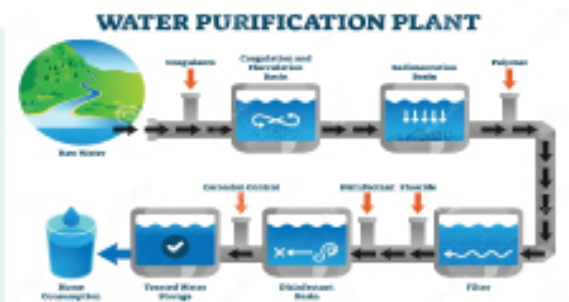 WATER PURIFICATION PLANT
Coagulants
Coagulation and
Flocculation
Basin
Sedimentation
Basin
Polymer
Raw Water
Corrosion Control
Disinfectant
Fluoride
Home
Consumption
Treated Water
Storage
Disinfectant
Basin
Filter